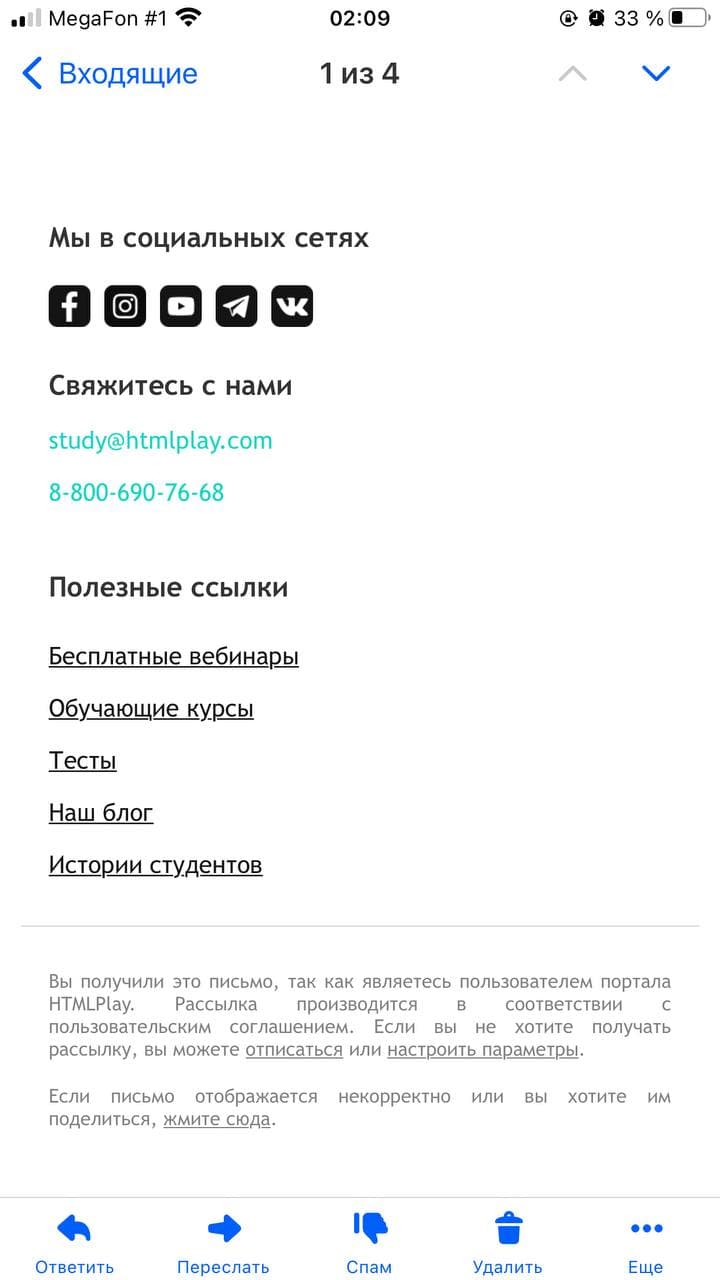 MegaFon #1 02:09 33 %
Входящие 1 из 4
Мы в социальных сетях
Свяжитесь с нами
study@htmlplay.com
8-800-690-76-68
Полезные ссылки
Бесплатные вебинары
Обучающие курсы
Тесты
Наш блог
Истории студентов
Вы получили это письмо, так как являетесь пользователем портала
HTMLPlay. Рассылка производится в соответствии с
пользовательским соглашением. Если вы не хотите получать
рассылку, вы можете отписаться или настроить параметры.
Если письмо отображается некорректно или вы хотите им
поделиться, жмите сюда.
Ответить Переслать Спам Удалить Еще